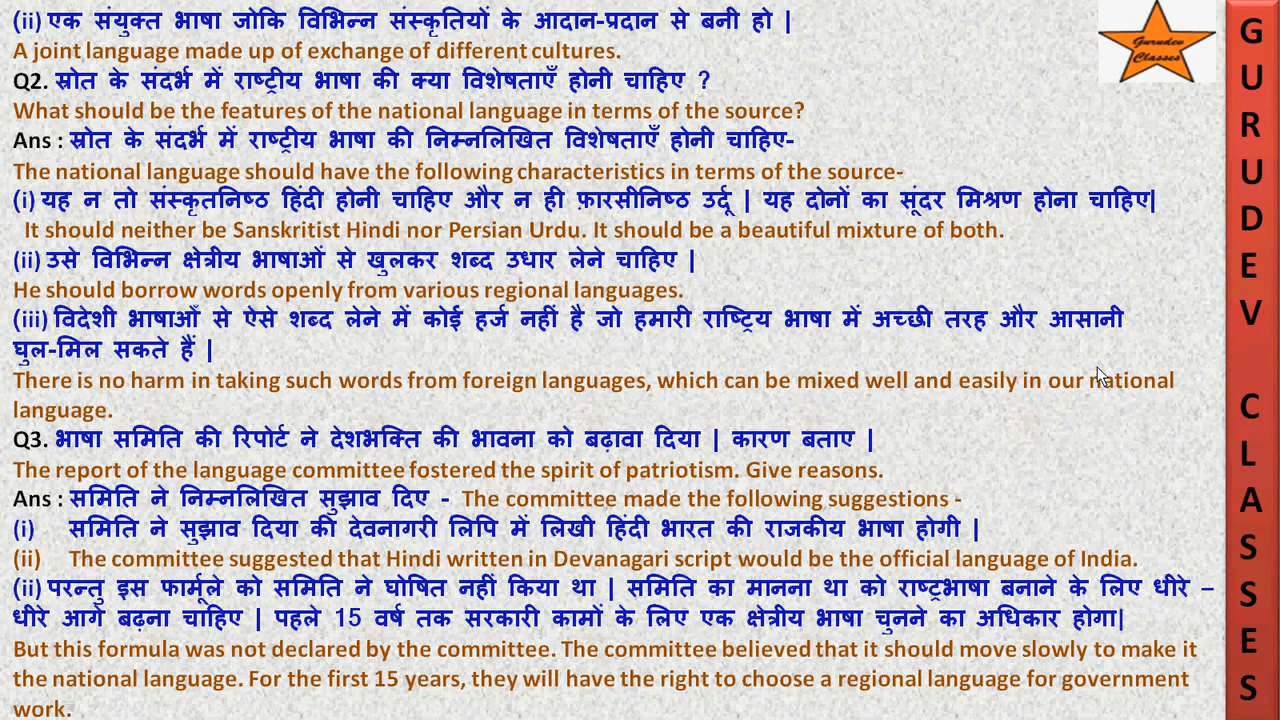 (ii) एक संयुक्त भाषा जोकि विभिन्न संस्कृतियों के आदान-प्रदान से बनी हो |
A joint language made up of exchange of different cultures.
Q2. स्रोत के संदर्भ में राष्ट्रीय भाषा की क्या विशेषताएँ होनी चाहिए ?
What should be the features of the national language in terms of the source?
Ans : स्रोत के संदर्भ में राष्ट्रीय भाषा की निम्नलिखित विशेषताएँ होनी चाहिए-
The national language should have the following characteristics in terms of the source-
(i) यह न तो संस्कृतनिष्ठ हिंदी होनी चाहिए और न ही फ़ारसीनिष्ठ उर्दू | यह दोनों का सूंदर मिश्रण होना चाहिए|
It should neither be Sanskritist Hindi nor Persian Urdu. It should be a beautiful mixture of both.
(ii) उसे विभिन्न क्षेत्रीय भाषाओं से खुलकर शब्द उधार लेने चाहिए |
He should borrow words openly from various regional languages.
(iii) विदेशी भाषाओँ से ऐसे शब्द लेने में कोई हर्ज नहीं है जो हमारी राष्ट्रिय भाषा में अच्छी तरह और आसानी
घुल-मिल सकते हैं |
There is no harm in taking such words from foreign languages, which can be mixed well and easily in our national
language.
Q3. भाषा समिति की रिपोर्ट ने देशभक्ति की भावना को बढ़ावा दिया | कारण बताए |
The report of the language committee fostered the spirit of patriotism. Give reasons.
Ans : समिति ने निम्नलिखित सुझाव दिए - The committee made the following suggestions -
(i) समिति ने सुझाव दिया की देवनागरी लिपि में लिखी हिंदी भारत की राजकीय भाषा होगी |
(ii) The committee suggested that Hindi written in Devanagari script would be the official language of India.
(ii) परन्तु इस फार्मूले को समिति ने घोषित नहीं किया था | समिति का मानना था को राष्ट्रभाषा बनाने के लिए धीरे –
धीरे आगे बढ़ना चाहिए | पहले 15 वर्ष तक सरकारी कामों के लिए एक क्षेत्रीय भाषा चुनने का अधिकार होगा|
But this formula was not declared by the committee. The committee believed that it should move slowly to make it
the national language. For the first 15 years, they will have the right to choose a regional language for government
work.
Gurudev
Classes
GURUDEV CLASSES